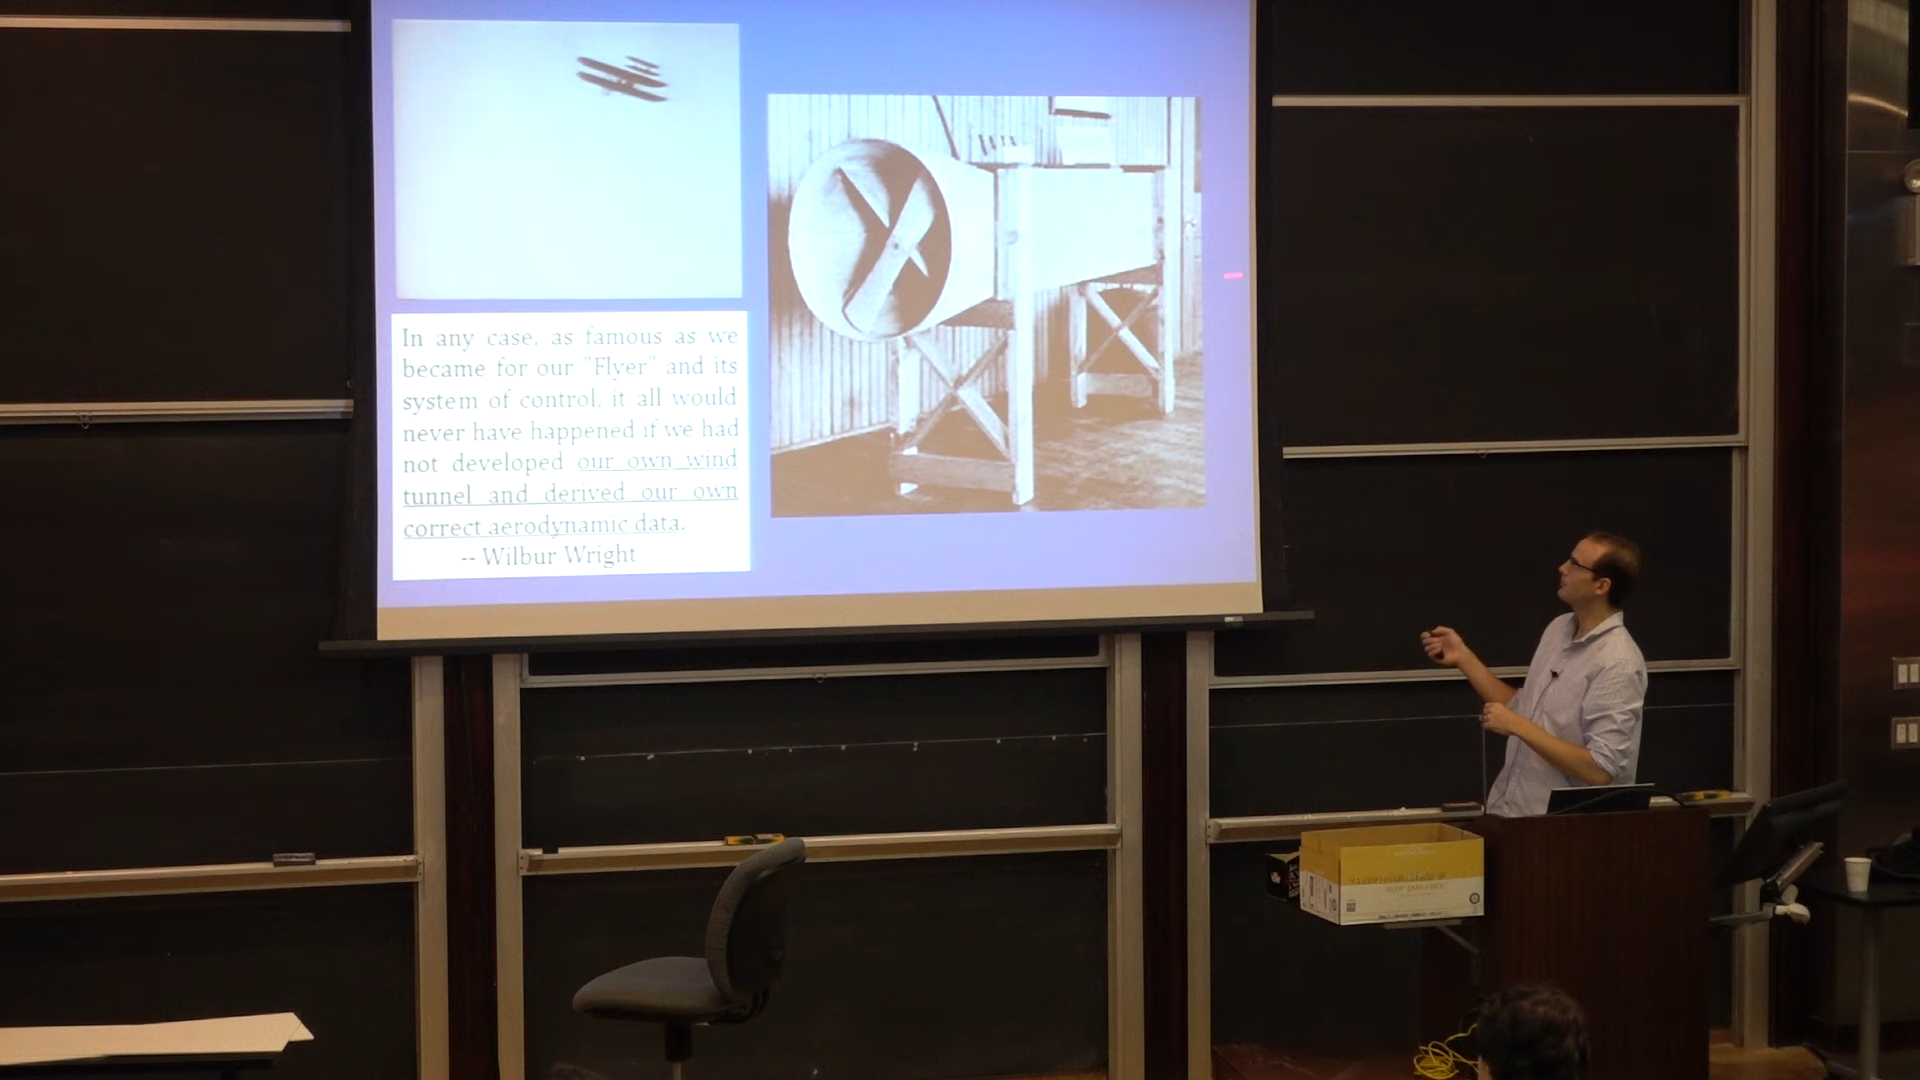 In any case, as famous as we
became for our "Flyer" and its
system of control, it all would
never have happened if we had
not developed our own wind
tunnel and derived our own
correct aerodynamic data.
-- Wilbur Wright